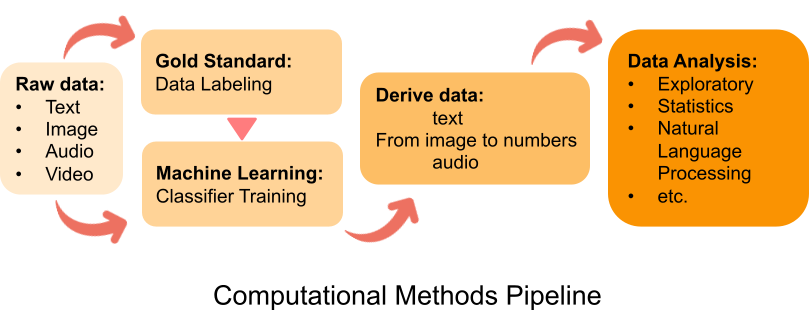 Raw data:
• Text
• Image
• Audio
• Video
Gold Standard:
Data Labeling
Machine Learning:
Classifier Training
Derive data:
text
From image to numbers
audio
Data Analysis:
• Exploratory
• Statistics
• Natural
Language
Processing
• etc.
Computational Methods Pipeline